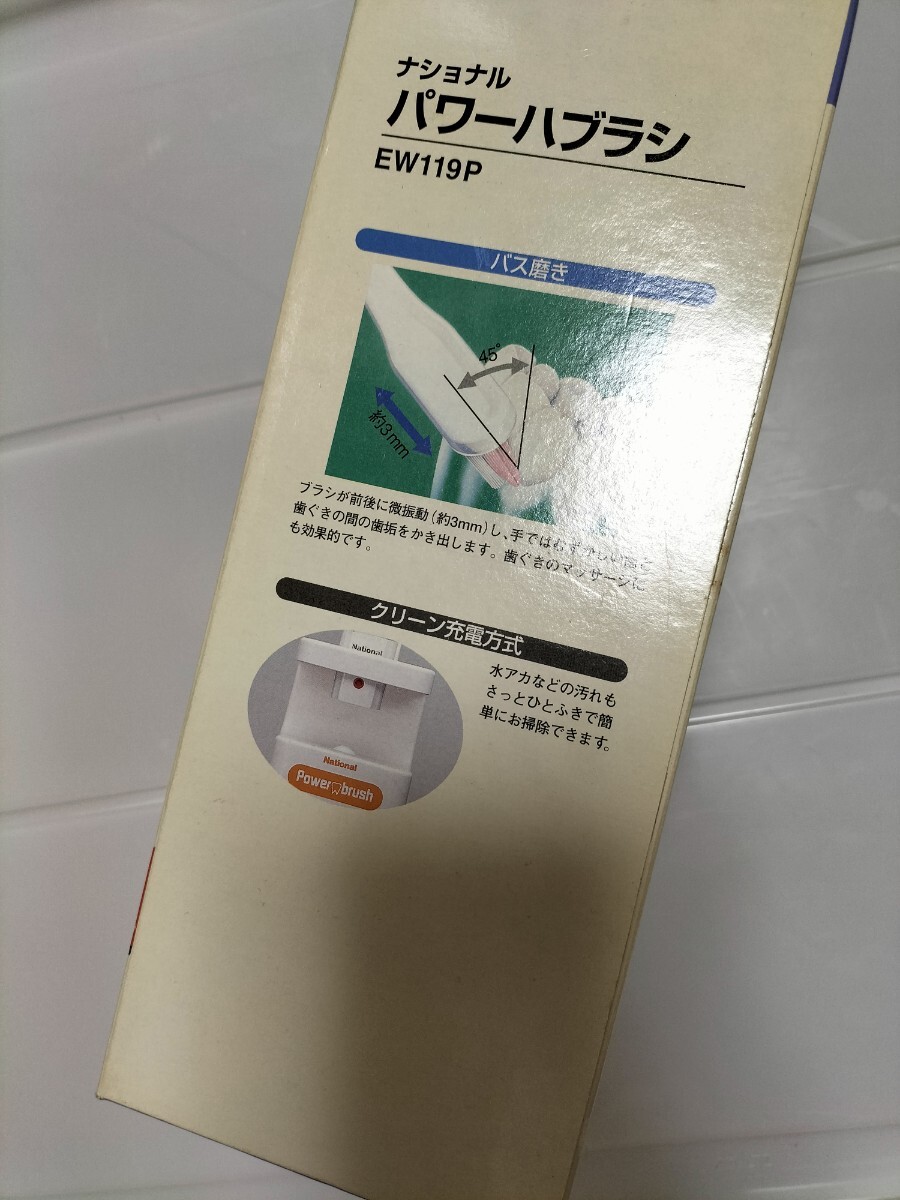 ナショナル
パワーハブラシ
EW119P
バス磨き
45°
約3mm
ブラシが前後に微振動(約3mm)し、手ではむずかしい歯と
歯ぐきの間の歯垢をかき出します。歯ぐきのマッサージに
も効果的です。
クリーン充電方式
National
水アカなどの汚れも
さっとひとふきで簡
単にお掃除できます。
National
Power brush